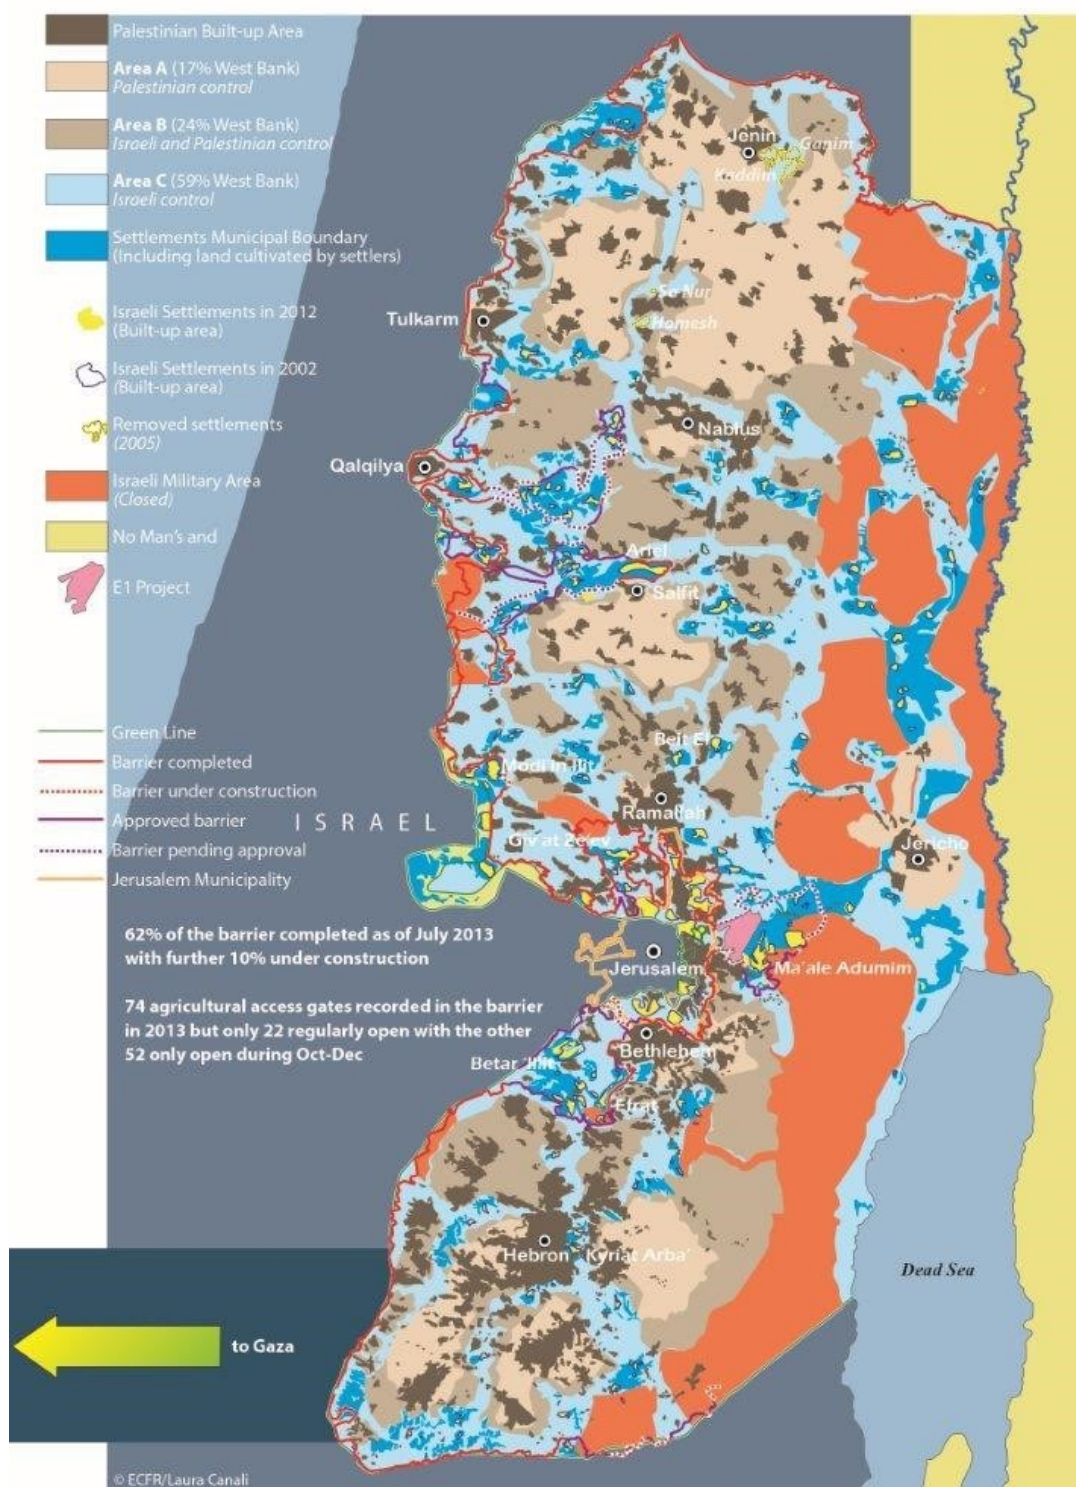 Palestinian Built-up Area
Area A (17% West Bank)
Palestinian control
Area B (24% West Bank)
Israeli and Palestinian control
Area C (59% West Bank)
Israeli control
Settlements Municipal Boundary
(Including land cultivated by settlers)
Israeli Settlements in 2012
(Built-up area)
Israeli Settlements in 2002
(Built-up area)
Removed settlements
(2005)
Israeli Military Area
(Closed)
No Man's and
E1 Project
Green Line
Barrier completed
Barrier under construction
Approved barrier
Barrier pending approval
Jerusalem Municipality
ISRAEL
62% of the barrier completed as of July 2013
with further 10% under construction
74 agricultural access gates recorded in the barrier
in 2013 but only 22 regularly open with the other
52 only open during Oct-Dec
to Gaza
© ECFR/Laura Canali
Jenin
Ganim
Kaddim
Sa Nur
Homesh
Tulkarm
Nablus
Qalqilya
Ariel
Salfit
Beit El
Modi in Illit
Ramallah
Giv'at Ze'ev
Jericho
Jerusalem
Ma'ale Adumim
Bethlehem
Betar 'Illit
Efrat
Hebron
Kyriat Arba'
Dead Sea